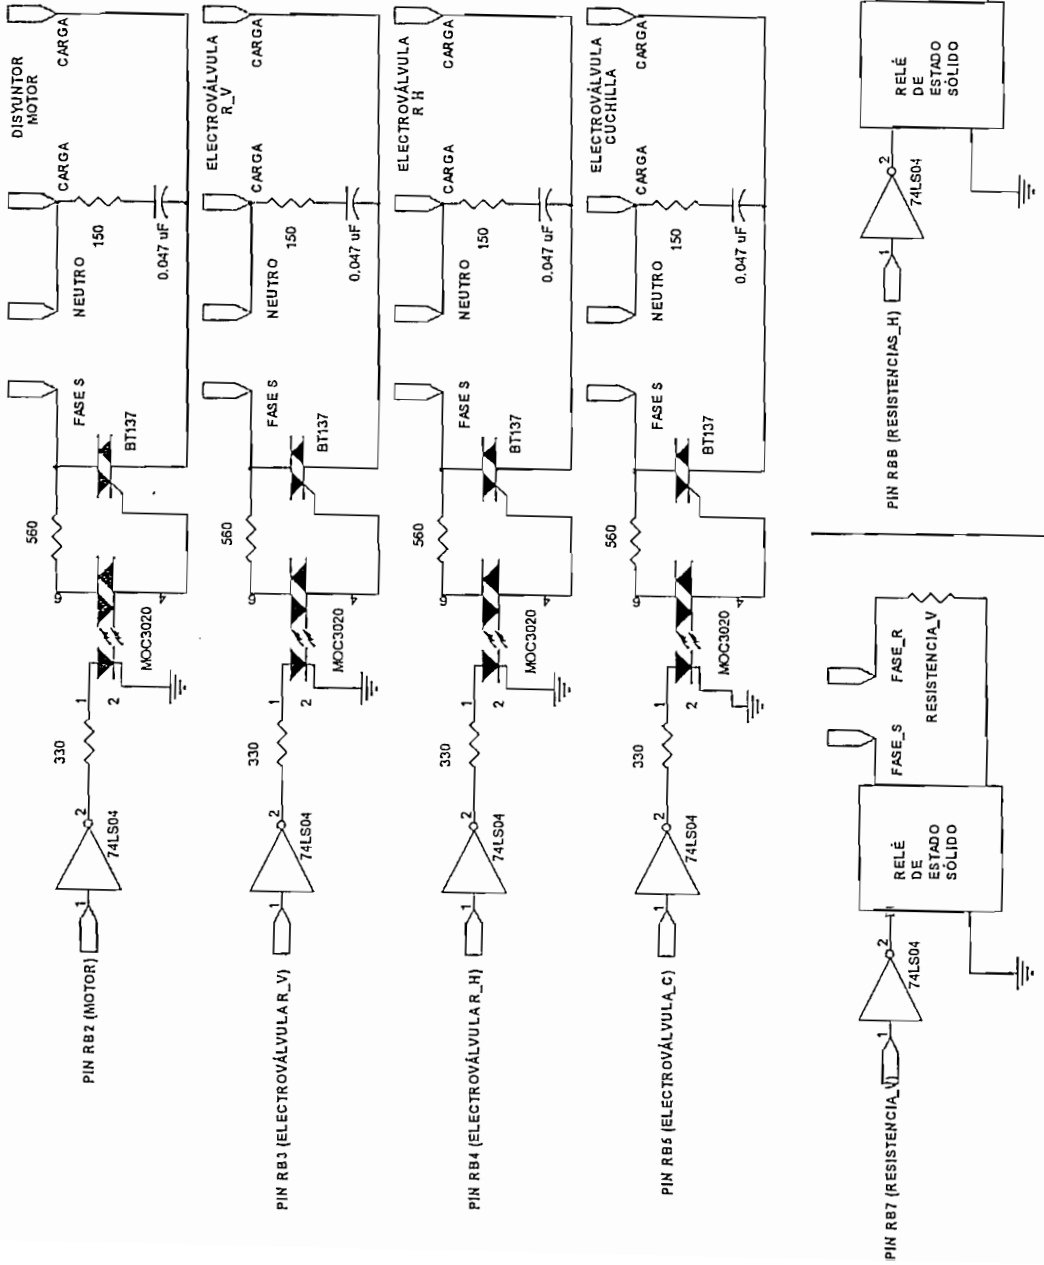 PIN RB2 (MOTOR)
1
2
74LS04
330
1
2
MOC3020
6
4
560
BT137
FASE S
NEUTRO
150
0.047 uF
CARGA
CARGA
DISYUNTOR
MOTOR
PIN RB3 (ELECTROVÁLVULA R_V)
1
2
74LS04
330
1
2
MOC3020
6
4
560
BT137
FASE S
NEUTRO
150
0.047 uF
CARGA
CARGA
ELECTROVÁLVULA
R_V
PIN RB4 (ELECTROVÁLVULA R_H)
1
2
74LS04
330
1
2
MOC3020
6
4
560
BT137
FASE S
NEUTRO
150
0.047 uF
CARGA
CARGA
ELECTROVÁLVULA
R H
PIN RB5 (ELECTROVÁLVULA_C)
1
2
74LS04
330
1
2
MOC3020
6
4
560
BT137
FASE S
NEUTRO
150
0.047 uF
CARGA
CARGA
ELECTROVÁLVULA
CUCHILLA
PIN RB7 (RESISTENCIA_V)
1
2
74LS04
1
RELÉ
DE
ESTADO
SÓLIDO
FASE_S
FASE_R
RESISTENCIA_V
PIN RBB (RESISTENCIAS_H)
1
2
74LS04
RELÉ
DE
ESTADO
SÓLIDO